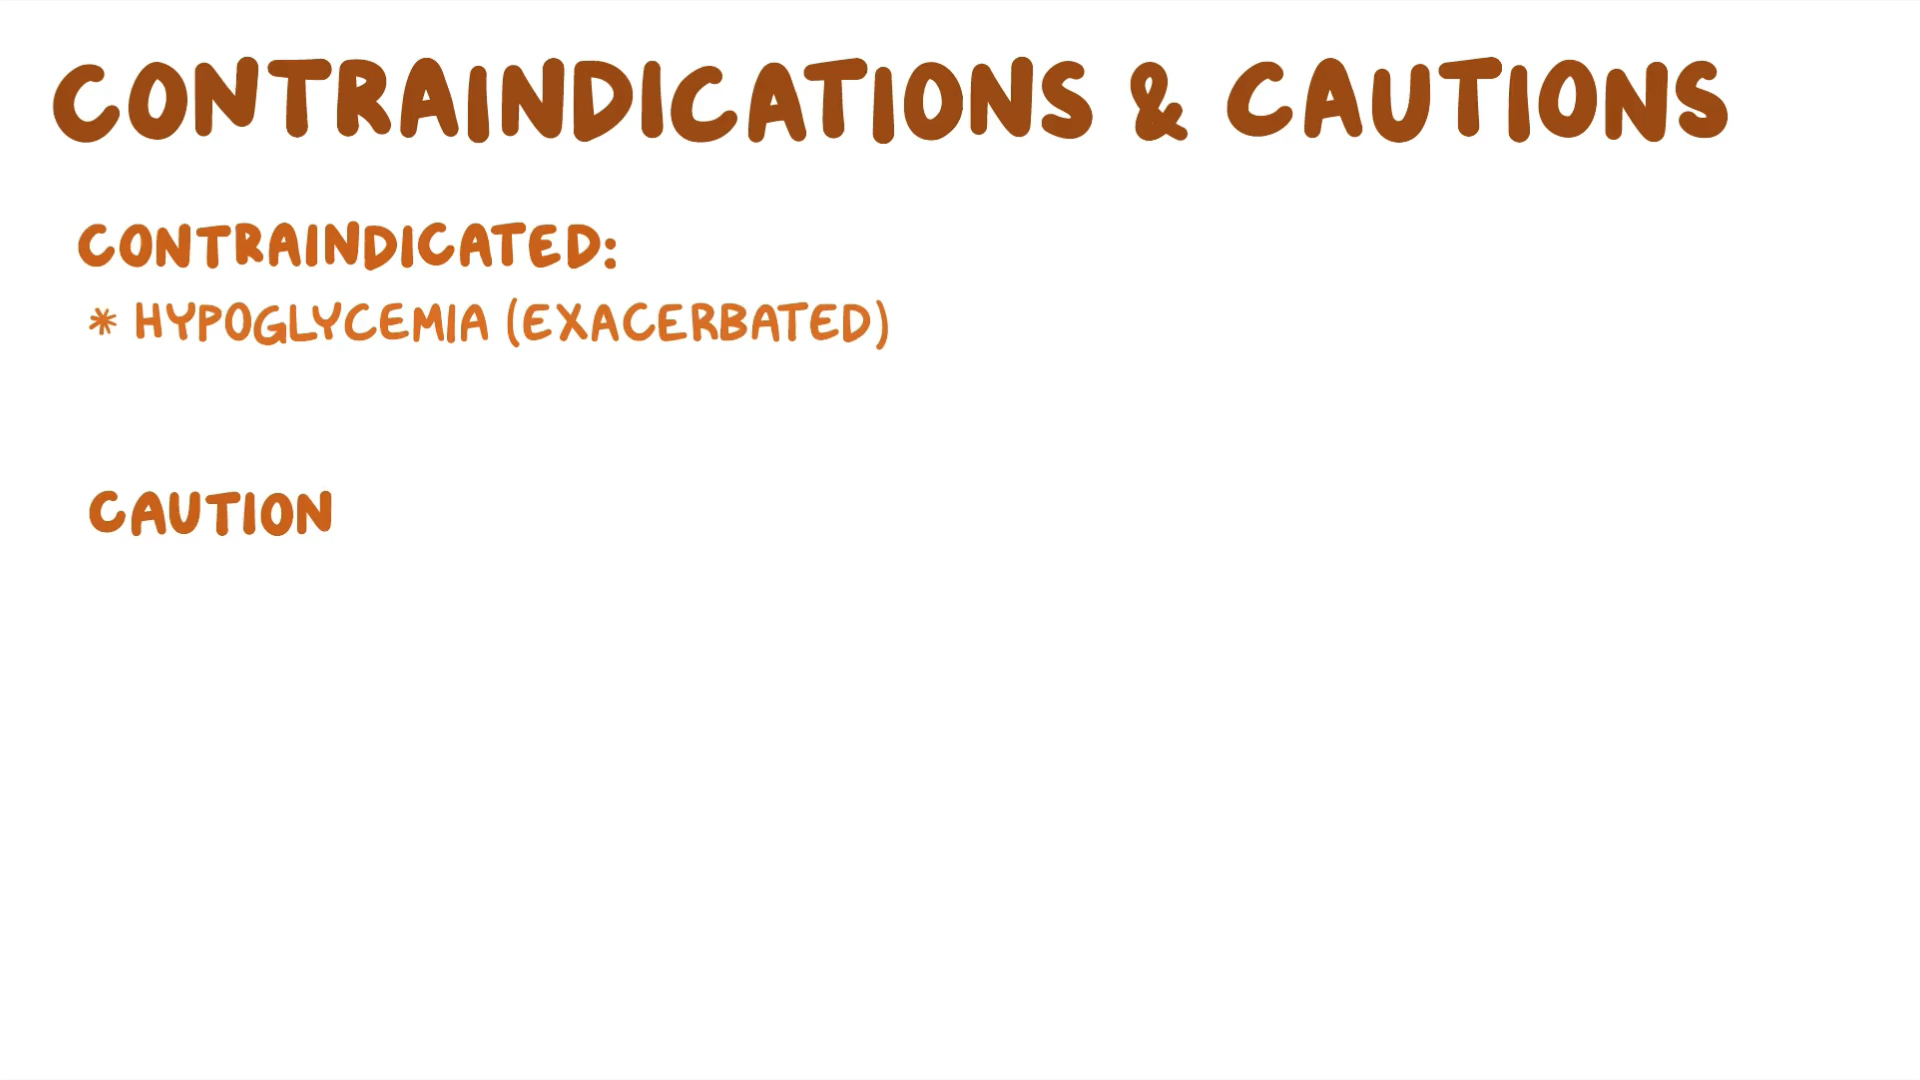 CONTRAINDICATIONS & CAUTIONS
CONTRAINDICATED:
* HYPOGLYCEMIA (EXACERBATED)
CAUTION